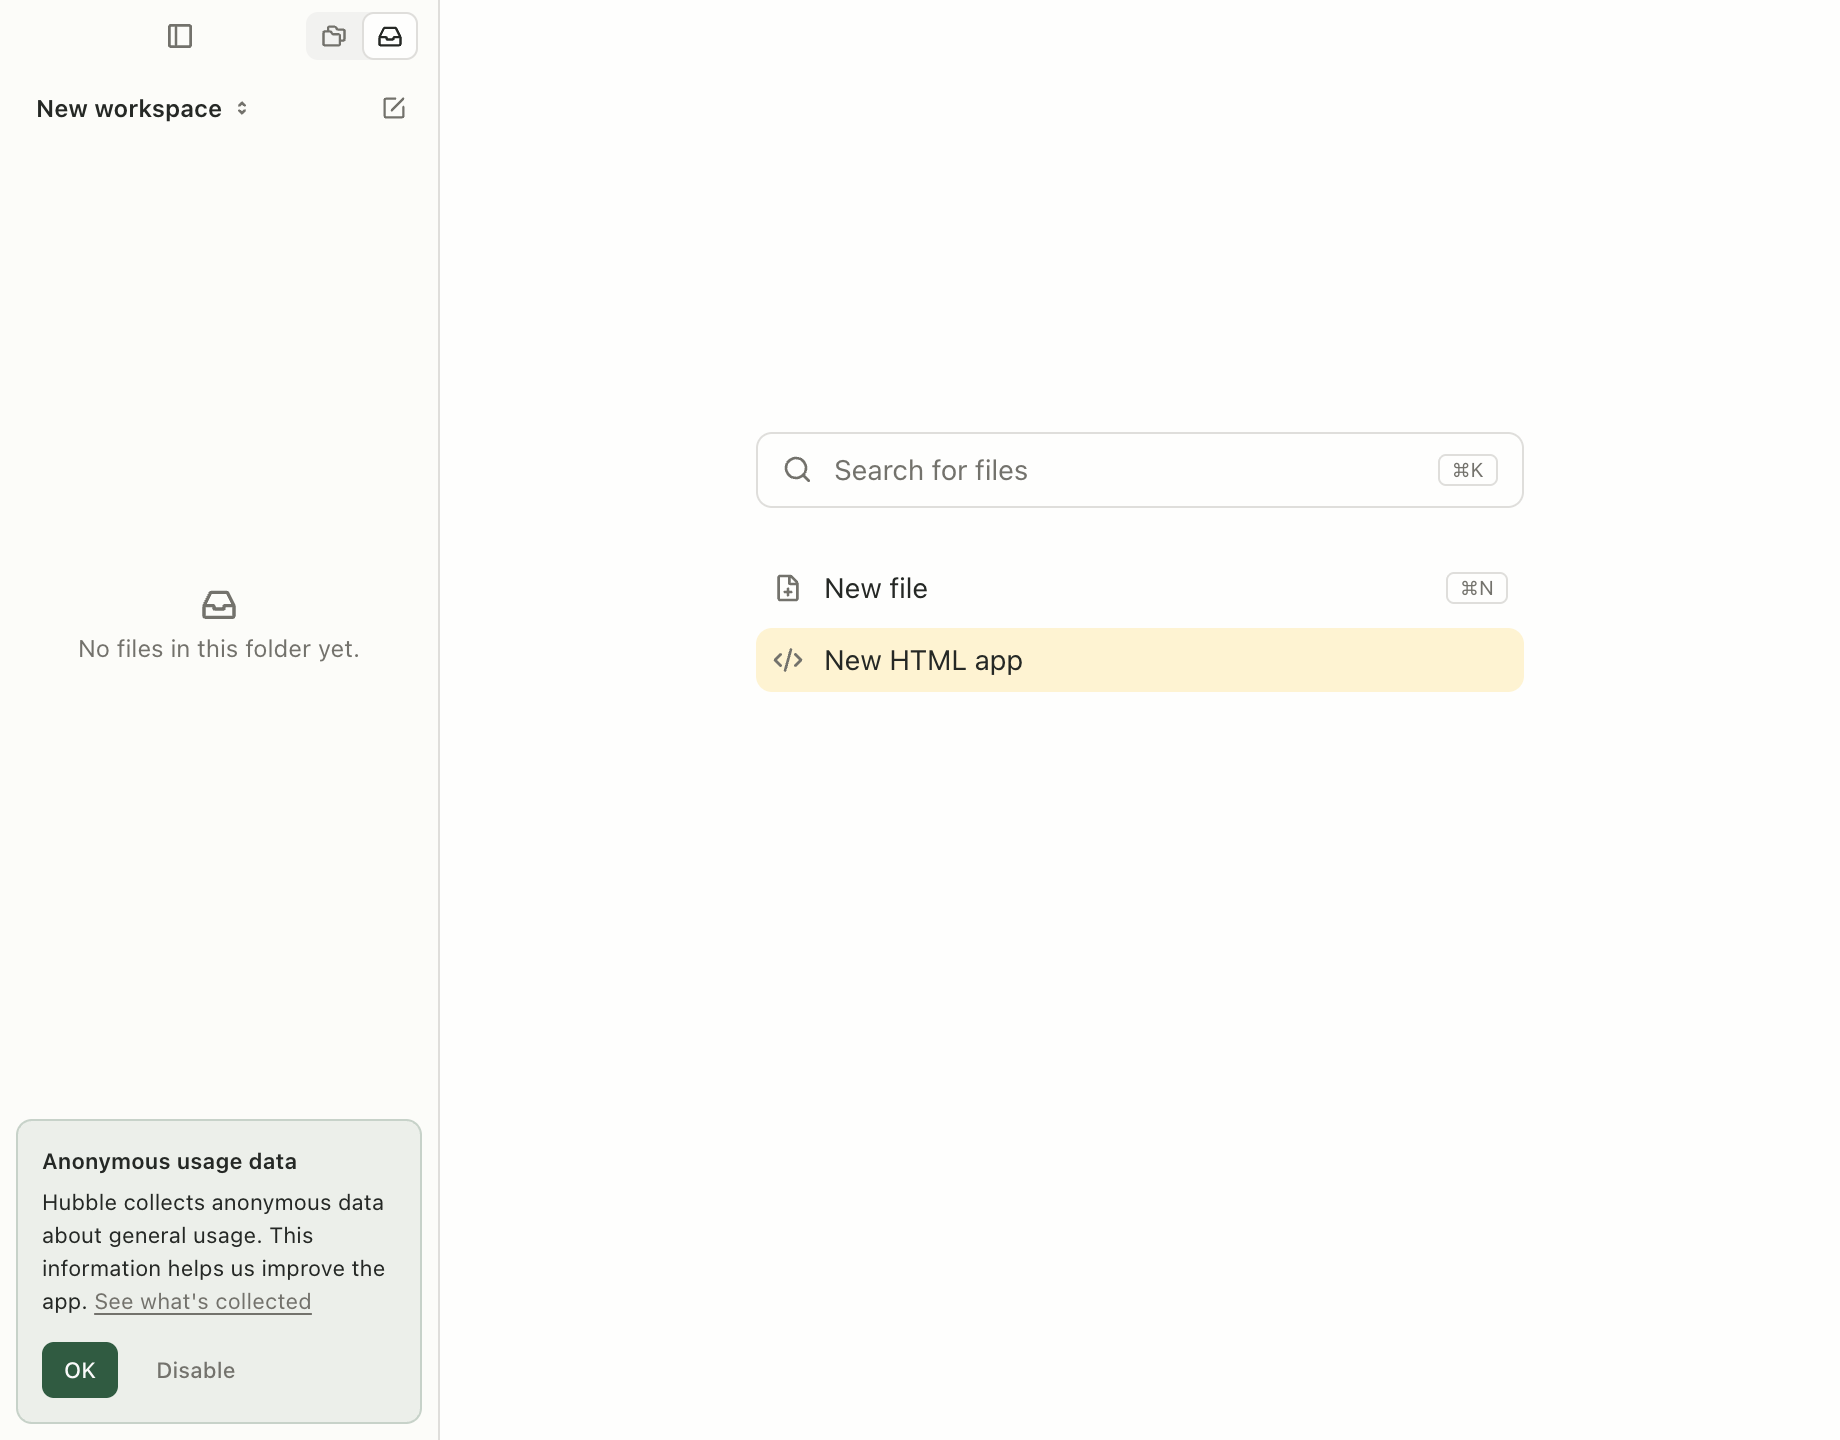 New workspace
No files in this folder yet.
Anonymous usage data
Hubble collects anonymous data
about general usage. This
information helps us improve the
app. See what's collected
OK
Disable
Search for files
⌘K
New file
⌘N
New HTML app